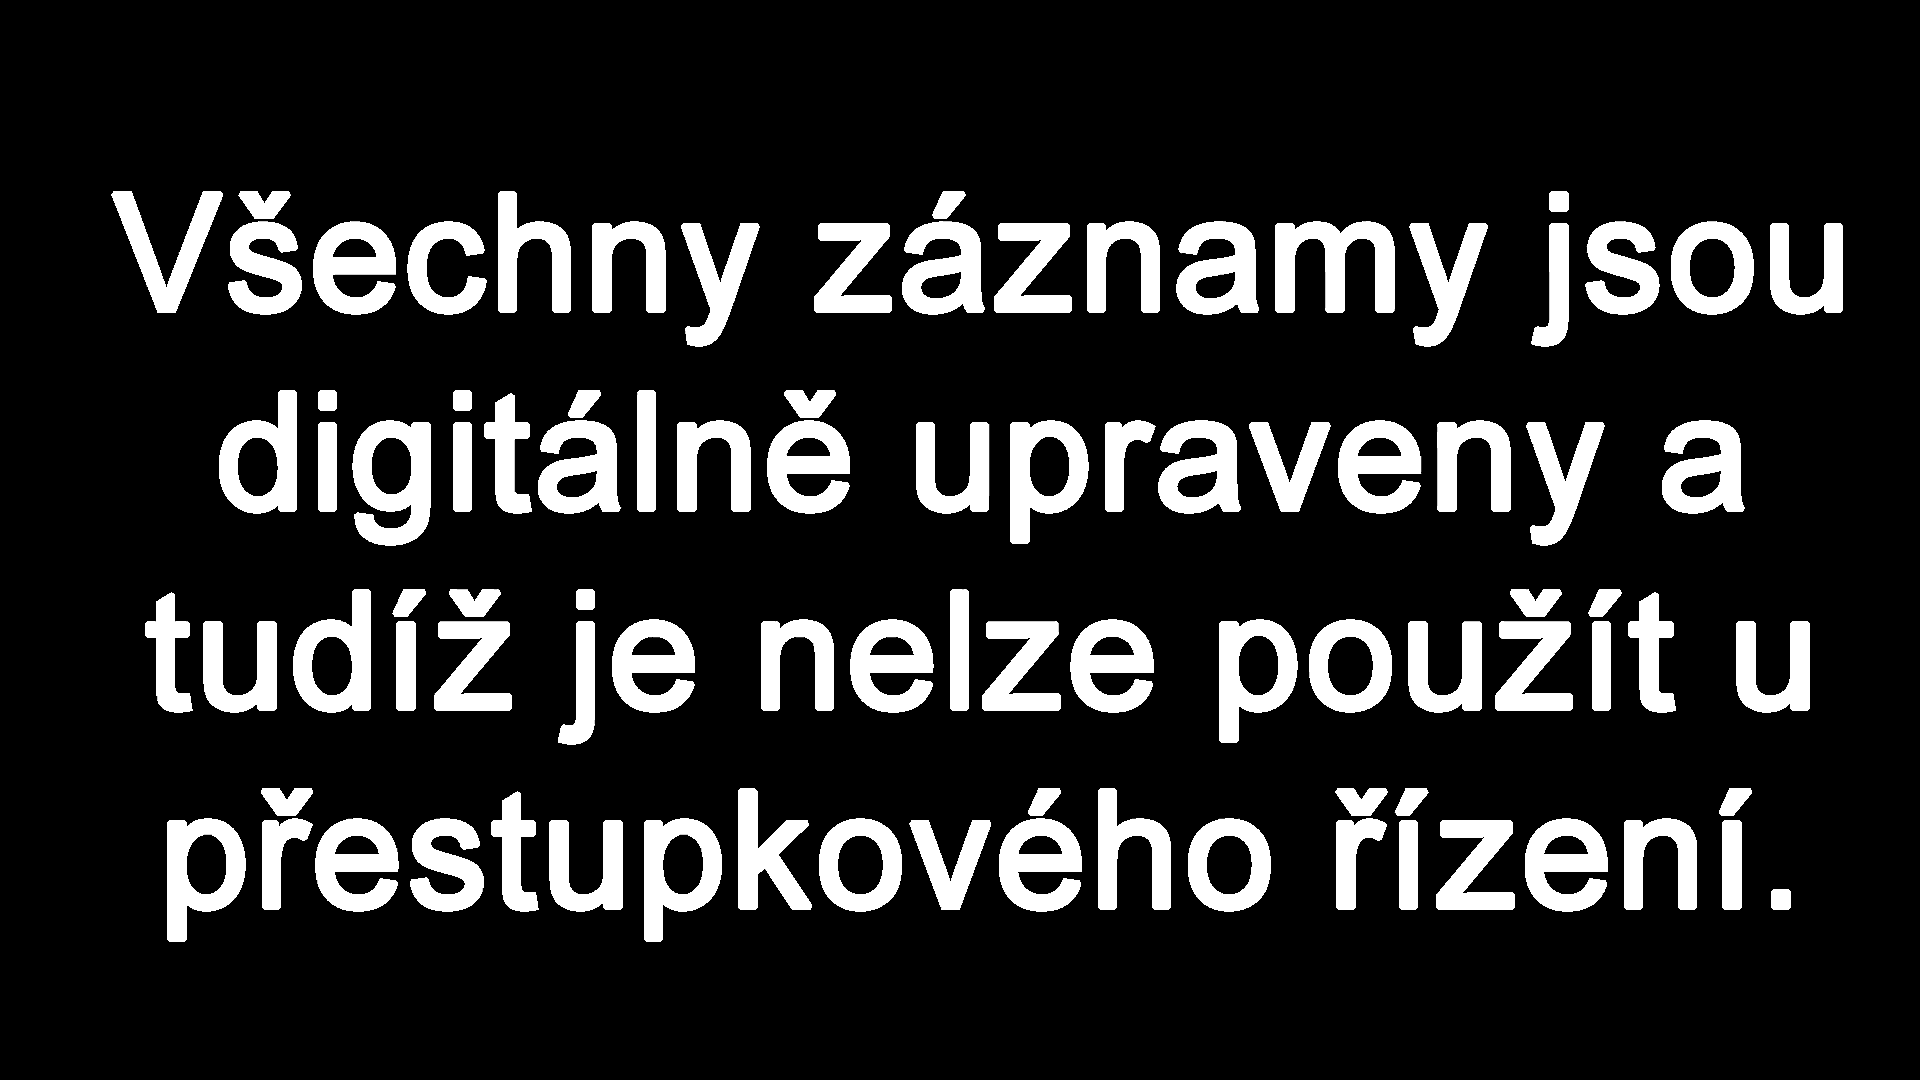 Všechny záznamy jsou
digitálně upraveny a
tudíž je nelze použít u
přestupkového řízení.